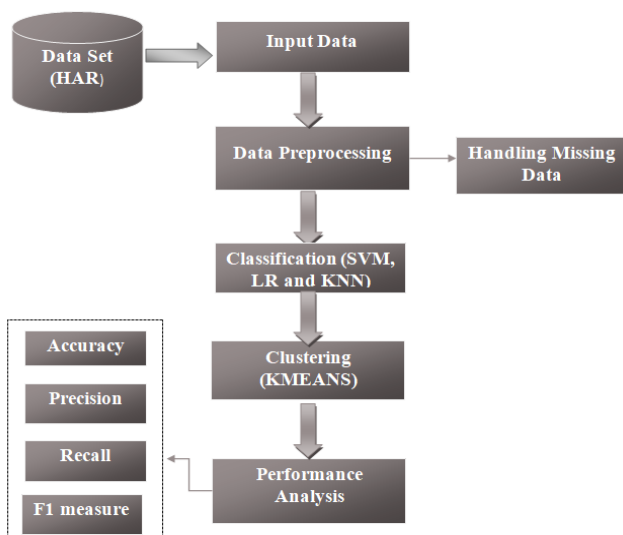 Data Set
(HAR)
Input Data
Data Preprocessing
Handling Missing
Data
Classification (SVM,
LR and KNN)
Clustering
(KMEANS)
Performance
Analysis
Accuracy
Precision
Recall
F1 measure